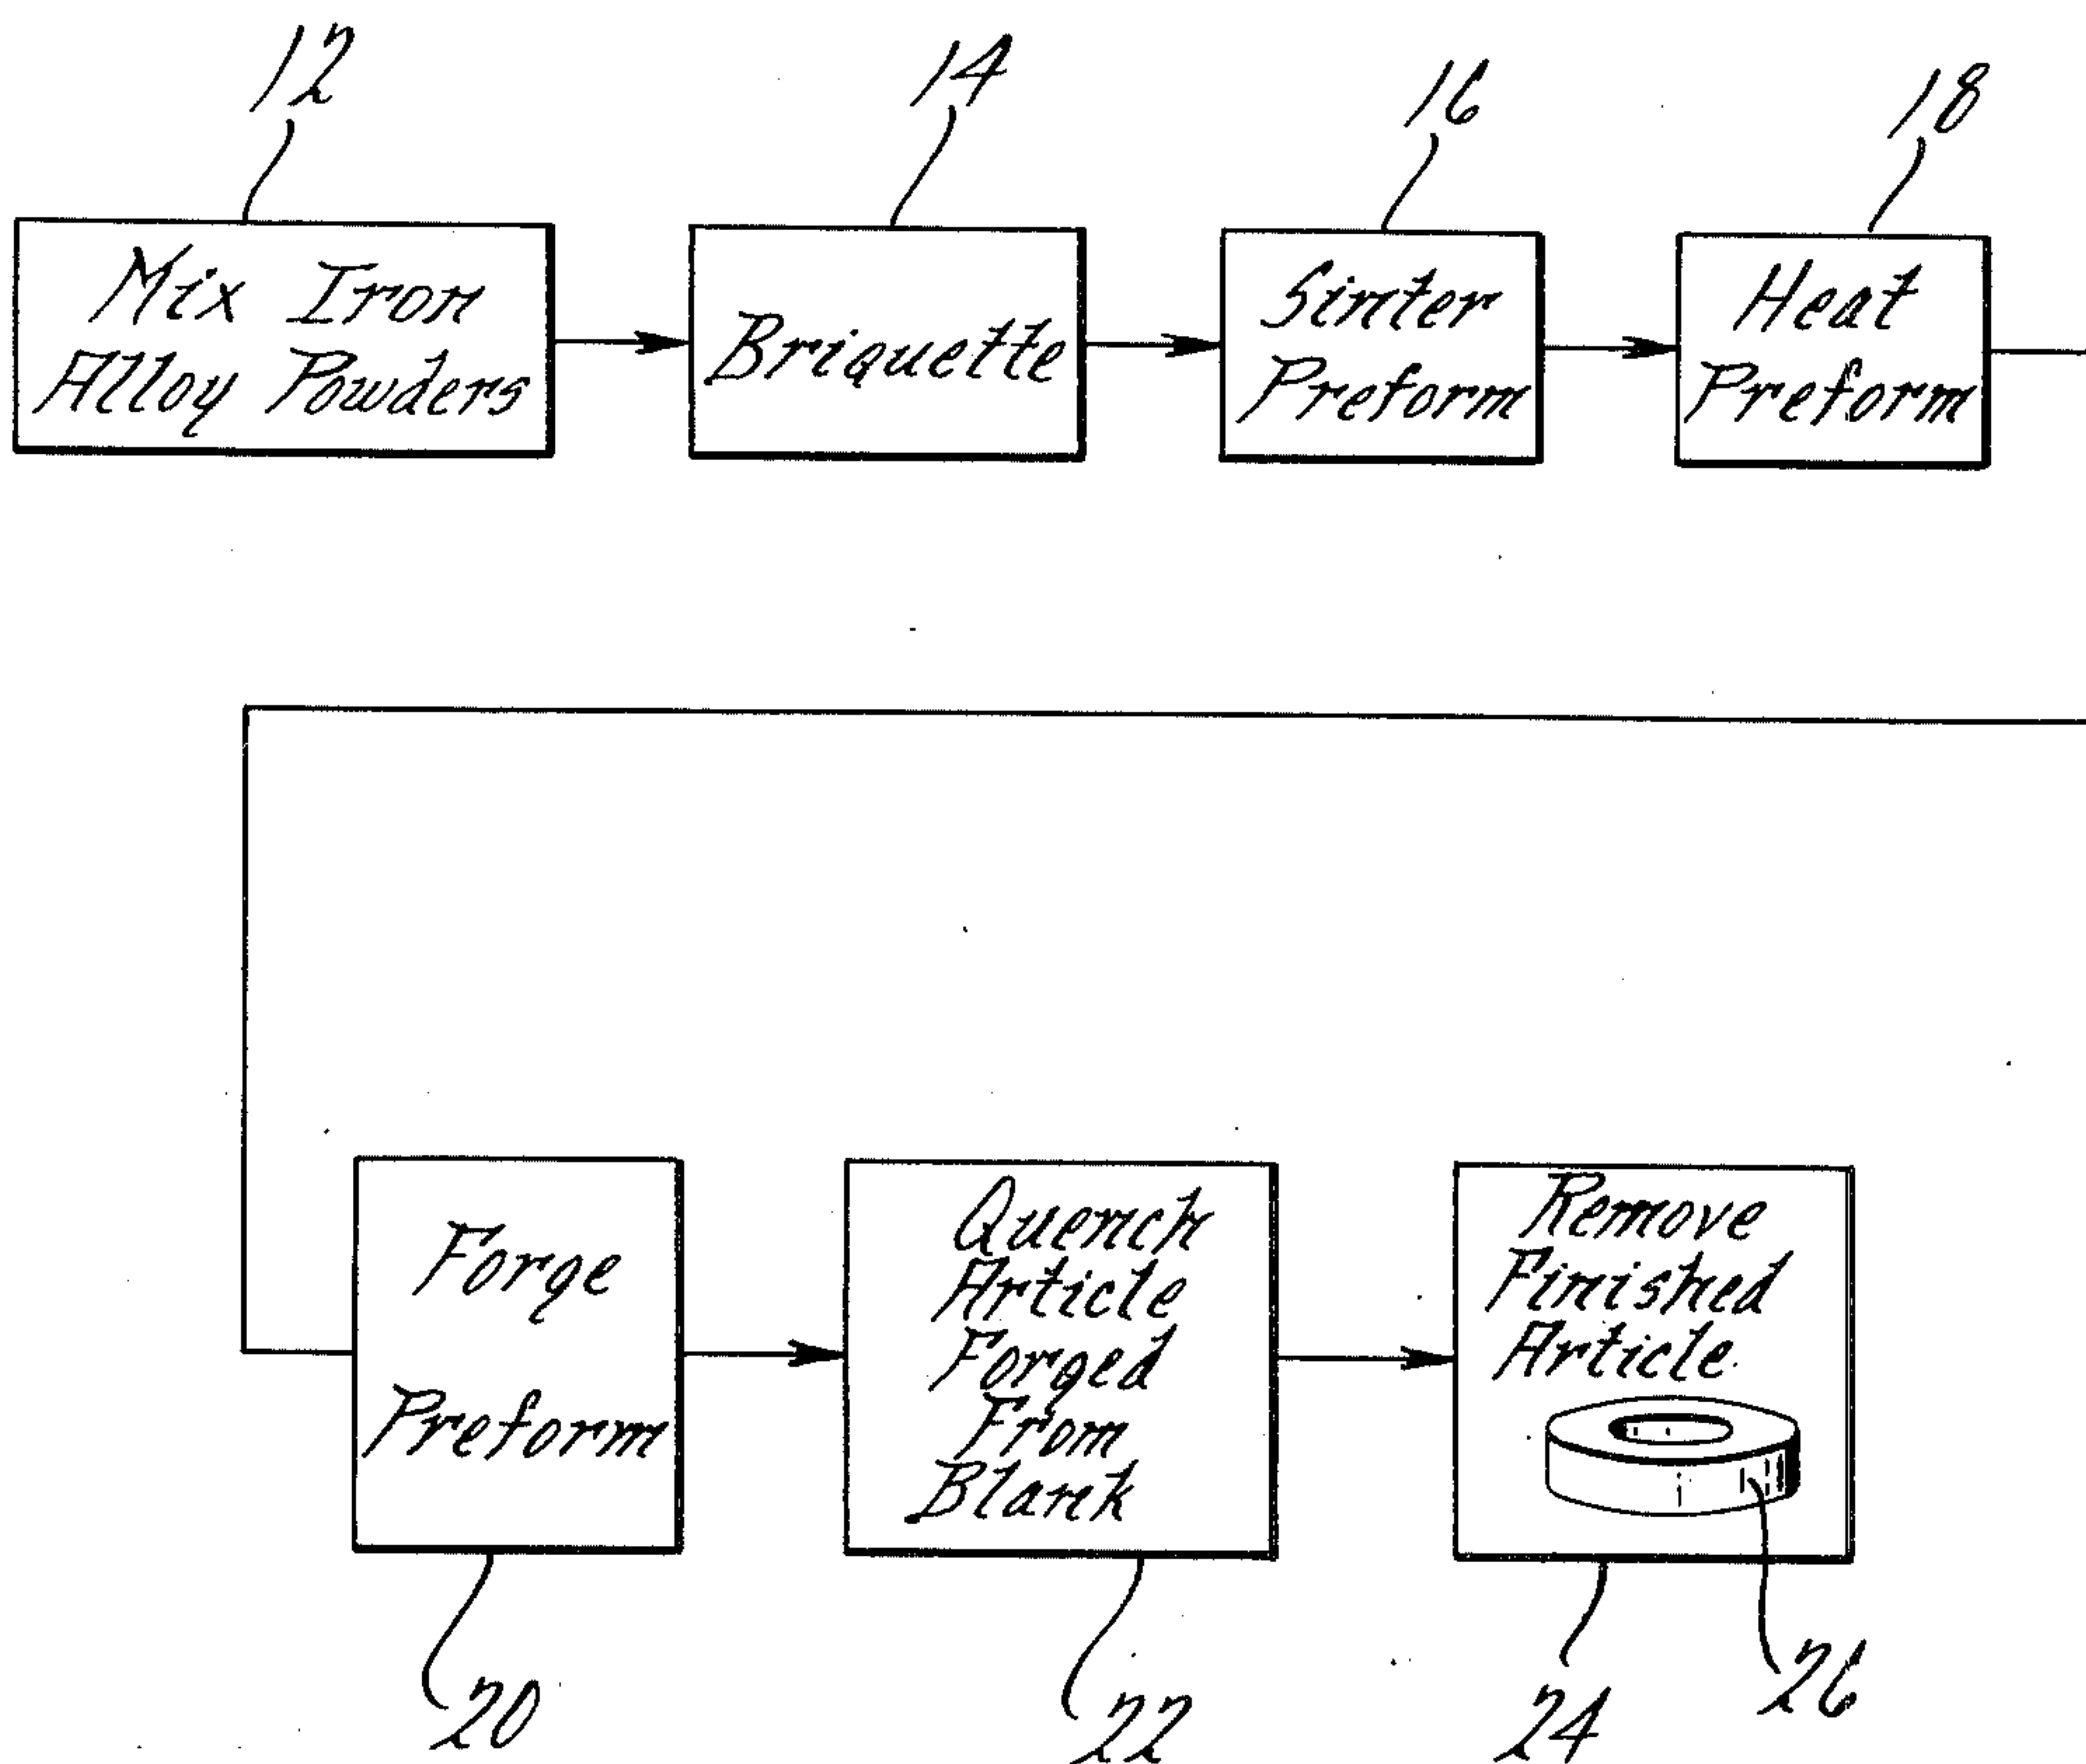 12
14
16
18
Mix Iron
Alloy Powders
Briquette
Sinter
Preform
Heat
Preform
Forge
Preform
Quench
Article
Forged
From
Blank
Remove
Finished
Article
20
22
24
26